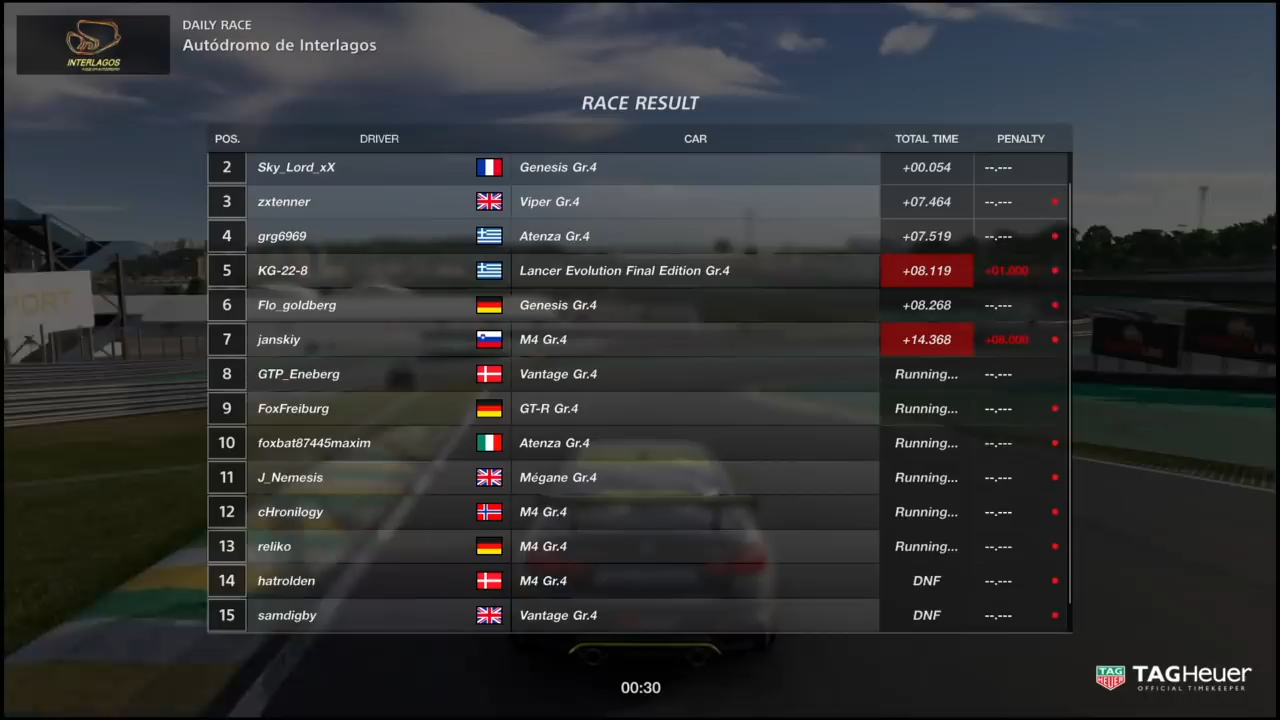 DAILY RACE
Autódromo de Interlagos
INTERLAGOS
RACE RESULT
POS. DRIVER CAR TOTAL TIME PENALTY
2 Sky_Lord_xX Genesis Gr.4 +00.054 --.---
3 zxtenner Viper Gr.4 +07.464 --.---
4 grg6969 Atenza Gr.4 +07.519 --.---
5 KG-22-8 Lancer Evolution Final Edition Gr.4 +08.119 +01.000
6 Flo_goldberg Genesis Gr.4 +08.268 --.---
7 janskiy M4 Gr.4 +14.368 +08.000
8 GTP_Eneberg Vantage Gr.4 Running... --.---
9 FoxFreiburg GT-R Gr.4 Running... --.---
10 foxbat87445maxim Atenza Gr.4 Running... --.---
11 J_Nemesis Mégane Gr.4 Running... --.---
12 cHronilogy M4 Gr.4 Running... --.---
13 reliko M4 Gr.4 Running... --.---
14 hatrolden M4 Gr.4 DNF --.---
15 samdigby Vantage Gr.4 DNF --.---
00:30
TAG HEUER
TAGHeuer
OFFICIAL TIMEKEEPER